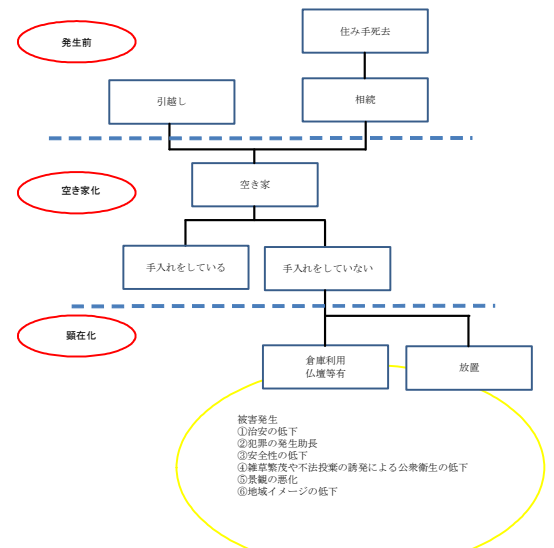 発生前
住み手死去
引越し
相続
空き家化
空き家
手入れをしている
手入れをしていない
顕在化
倉庫利用
仏壇等有
放置
被害発生
①治安の低下
②犯罪の発生助長
③安全性の低下
④雑草繁茂や不法投棄の誘発による公衆衛生の低下
⑤景観の悪化
⑥地域イメージの低下